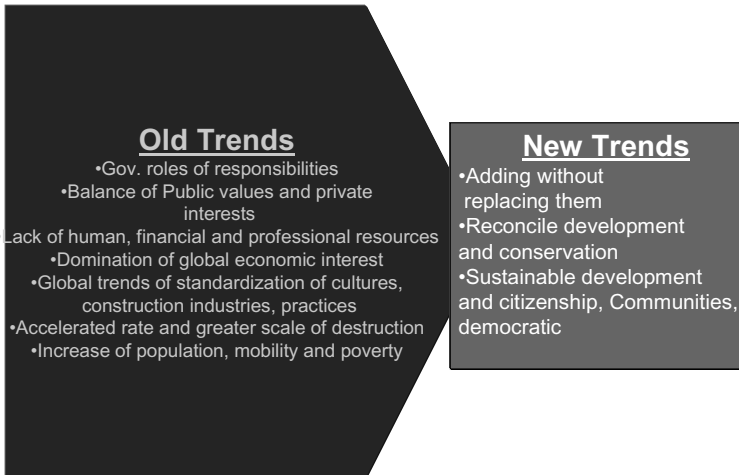 Old Trends
•Gov. roles of responsibilities
•Balance of Public values and private
interests
•Lack of human, financial and professional resources
•Domination of global economic interest
•Global trends of standardization of cultures,
construction industries, practices
•Accelerated rate and greater scale of destruction
•Increase of population, mobility and poverty
New Trends
•Adding without
replacing them
•Reconcile development
and conservation
•Sustainable development
and citizenship, Communities,
democratic